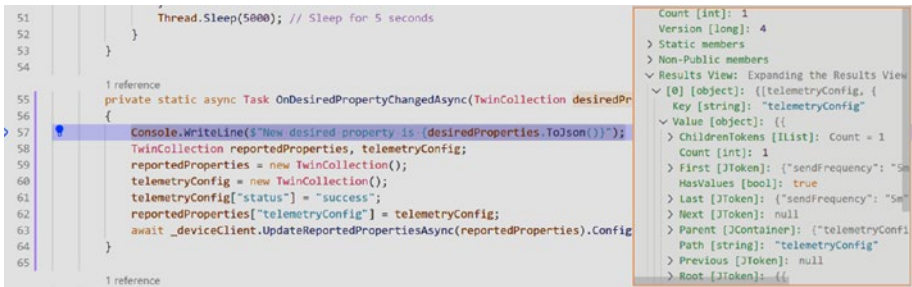 51 Thread.Sleep(5000); // Sleep for 5 seconds
52 }
53 }
54
1 reference
55 private static async Task OnDesiredPropertyChangedAsync(TwinCollection desiredPr
56 {
57 Console.WriteLine($"New desired property is {desiredProperties.ToJson()}");
58 TwinCollection reportedProperties, telemetryConfig;
59 reportedProperties = new TwinCollection();
60 telemetryConfig = new TwinCollection();
61 telemetryConfig["status"] = "success";
62 reportedProperties["telemetryConfig"] = telemetryConfig;
63 await _deviceClient.UpdateReportedPropertiesAsync(reportedProperties).Config
64 }
65
1 reference
Count [int]: 1
Version [long]: 4
> Static members
> Non-Public members
Results View: Expanding the Results View
[0] [object]: {[telemetryConfig, {
Key [string]: "telemetryConfig"
Value [object]: {{
> ChildrenTokens [IList]: Count = 1
Count [int]: 1
> First [JToken]: {"sendFrequency": "5m
HasValues [bool]: true
> Last [JToken]: {"sendFrequency": "5m"
> Next [JToken]: null
> Parent [JContainer]: {"telemetryConfi
Path [string]: "telemetryConfig"
> Previous [JToken]: null
> Root [JToken]: {{